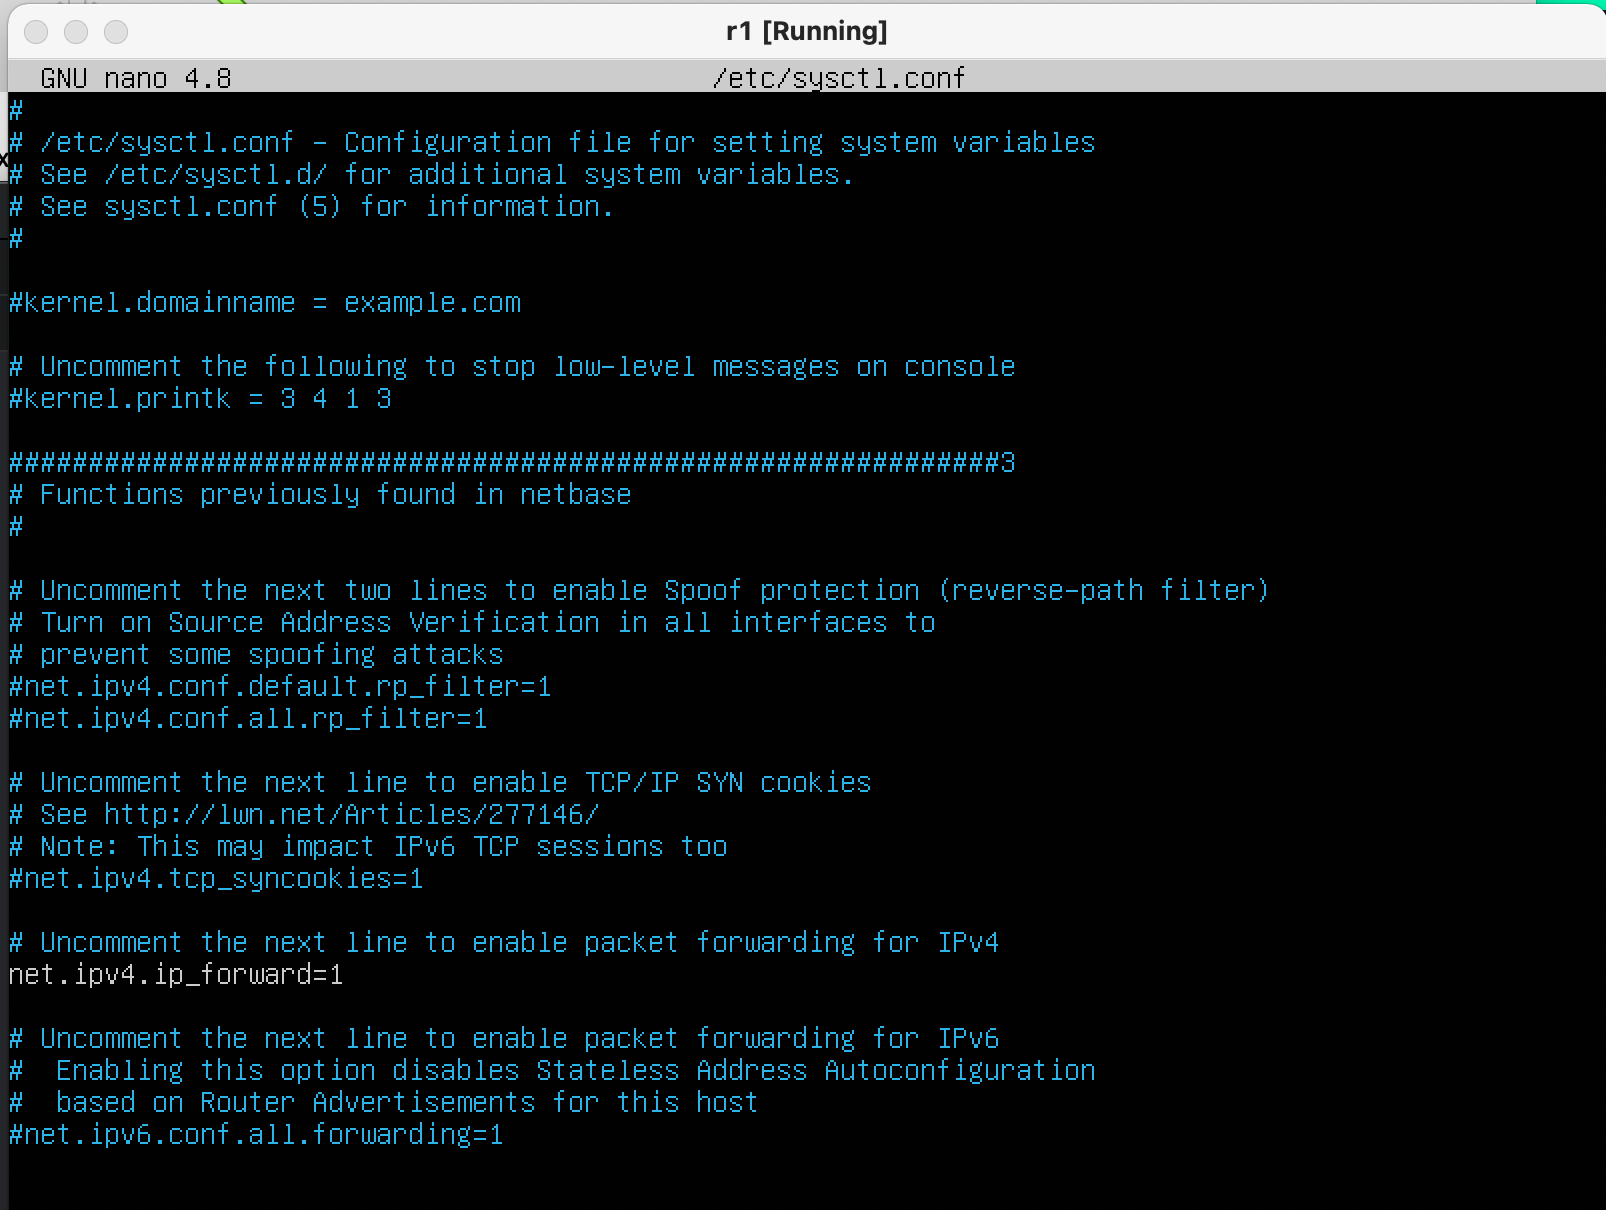 r1 [Running]
GNU nano 4.8 /etc/sysctl.conf
#
# /etc/sysctl.conf - Configuration file for setting system variables
# See /etc/sysctl.d/ for additional system variables.
# See sysctl.conf (5) for information.
#
#kernel.domainname = example.com
# Uncomment the following to stop low-level messages on console
#kernel.printk = 3 4 1 3
##############################################################3
# Functions previously found in netbase
#
# Uncomment the next two lines to enable Spoof protection (reverse-path filter)
# Turn on Source Address Verification in all interfaces to
# prevent some spoofing attacks
#net.ipv4.conf.default.rp_filter=1
#net.ipv4.conf.all.rp_filter=1
# Uncomment the next line to enable TCP/IP SYN cookies
# See http://lwn.net/Articles/277146/
# Note: This may impact IPv6 TCP sessions too
#net.ipv4.tcp_syncookies=1
# Uncomment the next line to enable packet forwarding for IPv4
net.ipv4.ip_forward=1
# Uncomment the next line to enable packet forwarding for IPv6
#  Enabling this option disables Stateless Address Autoconfiguration
#  based on Router Advertisements for this host
#net.ipv6.conf.all.forwarding=1